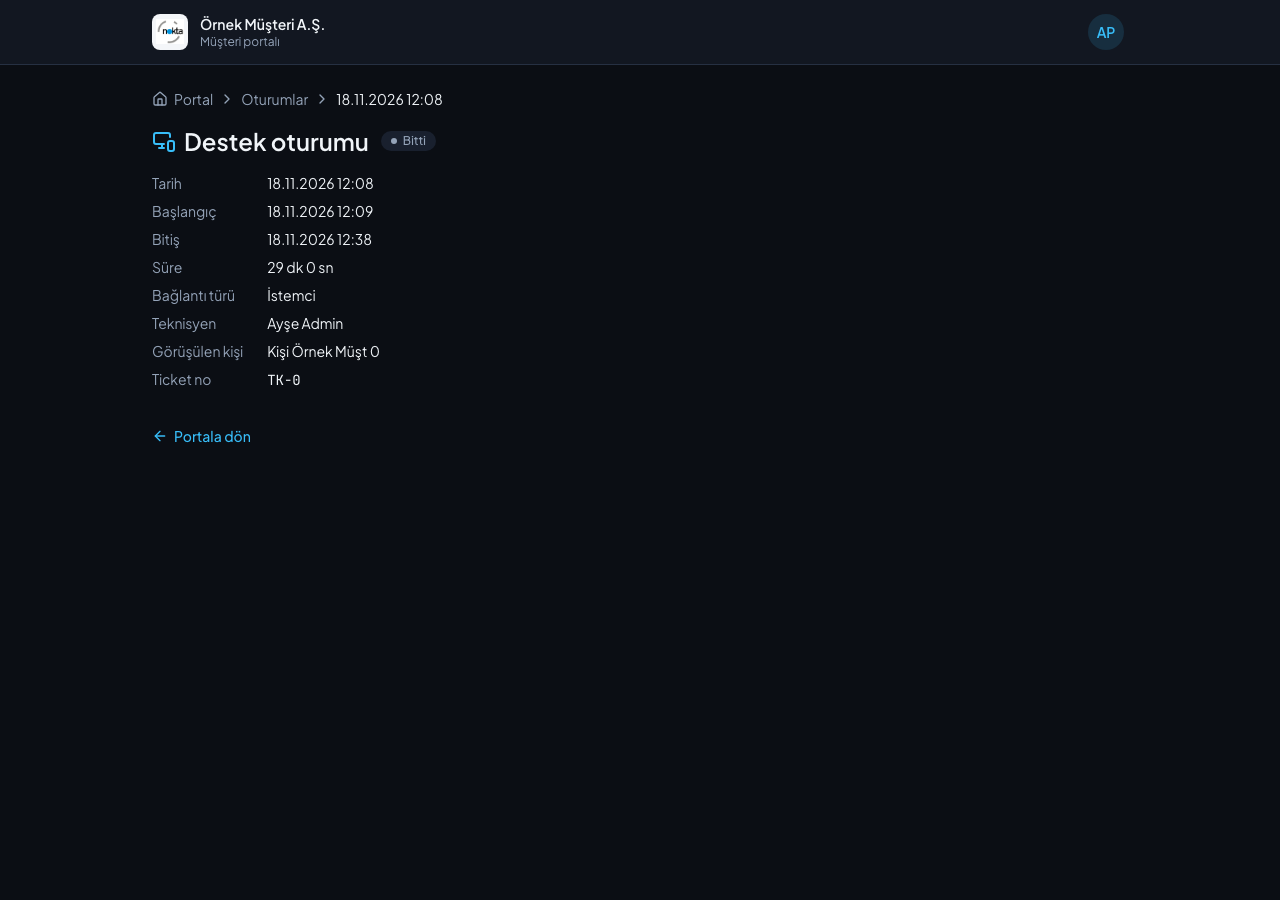 nokta
Örnek Müşteri A.Ş.
Müşteri portalı
AP
Portal > Oturumlar > 18.11.2026 12:08
Destek oturumu
Bitti
Tarih 18.11.2026 12:08
Başlangıç 18.11.2026 12:09
Bitiş 18.11.2026 12:38
Süre 29 dk 0 sn
Bağlantı türü İstemci
Teknisyen Ayşe Admin
Görüşülen kişi Kişi Örnek Müşt 0
Ticket no TK-0
Portala dön